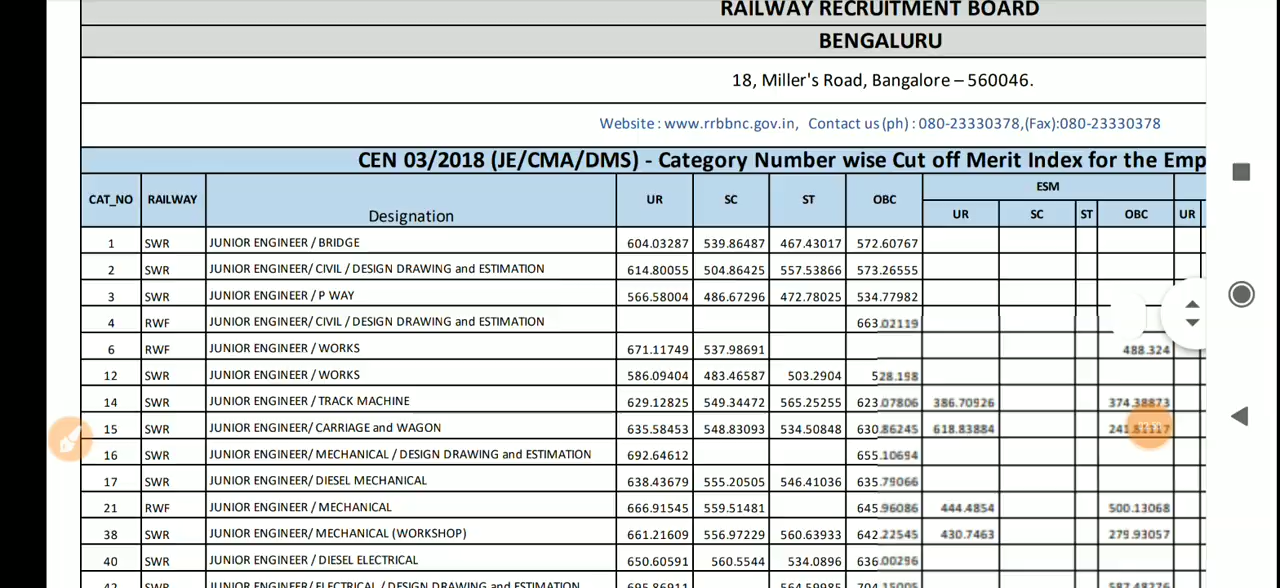 RAILWAY RECRUITMENT BOARD
BENGALURU
18, Miller's Road, Bangalore – 560046.
Website : www.rrbbnc.gov.in, Contact us (ph) : 080-23330378,(Fax):080-23330378
CEN 03/2018 (JE/CMA/DMS) - Category Number wise Cut off Merit Index for the Emp
CAT_NO RAILWAY Designation UR SC ST OBC ESM
UR SC ST OBC UR
1 SWR JUNIOR ENGINEER / BRIDGE 604.03287 539.86487 467.43017 572.60767
2 SWR JUNIOR ENGINEER/ CIVIL / DESIGN DRAWING and ESTIMATION 614.80055 504.86425 557.53866 573.26555
3 SWR JUNIOR ENGINEER / P WAY 566.58004 486.67296 472.78025 534.77982
4 RWF JUNIOR ENGINEER/ CIVIL / DESIGN DRAWING and ESTIMATION 663.02119
6 RWF JUNIOR ENGINEER / WORKS 671.11749 537.98691 488.324
12 SWR JUNIOR ENGINEER / WORKS 586.09404 483.46587 503.2904 528.198
14 SWR JUNIOR ENGINEER / TRACK MACHINE 629.12825 549.34472 565.25255 623.07806 386.70926 374.38873
15 SWR JUNIOR ENGINEER/ CARRIAGE and WAGON 635.58453 548.83093 534.50848 630.86245 618.83884
16 SWR JUNIOR ENGINEER/ MECHANICAL / DESIGN DRAWING and ESTIMATION 692.64612 655.10694
17 SWR JUNIOR ENGINEER/ DIESEL MECHANICAL 638.43679 555.20505 546.41036 635.79066
21 RWF JUNIOR ENGINEER / MECHANICAL 666.91545 559.51481 645.96086 444.4854 500.13068
38 SWR JUNIOR ENGINEER/ MECHANICAL (WORKSHOP) 661.21609 556.97229 560.63933 642.22545 430.7463 279.93057
40 SWR JUNIOR ENGINEER / DIESEL ELECTRICAL 650.60591 560.5544 534.0896 636.00296
42 SWR JUNIOR ENGINEER/ ELECTRICAL / DESIGN DRAWING and ESTIMATION